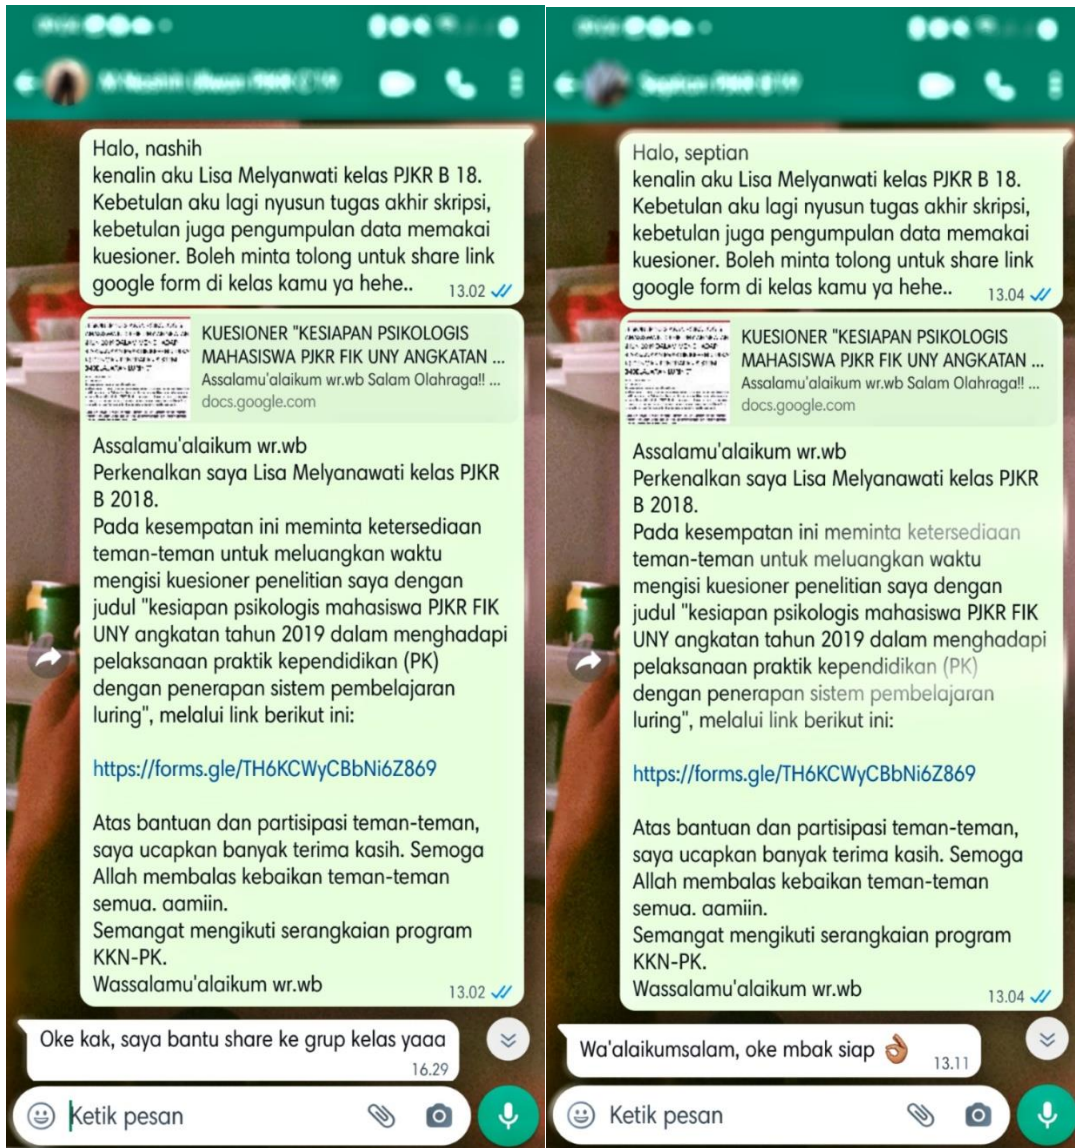 Halo, nashih
kenalin aku Lisa Melyanwati kelas PJKR B 18.
Kebetulan aku lagi nyusun tugas akhir skripsi,
kebetulan juga pengumpulan data memakai
kuesioner. Boleh minta tolong untuk share link
google form di kelas kamu ya hehe..
13.02
KUESIONER "KESIAPAN PSIKOLOGIS
MAHASISWA PJKR FIK UNY ANGKATAN ...
Assalamu'alaikum wr.wb Salam Olahraga!! ...
docs.google.com
Assalamu'alaikum wr.wb
Perkenalkan saya Lisa Melyanawati kelas PJKR
B 2018.
Pada kesempatan ini meminta ketersediaan
teman-teman untuk meluangkan waktu
mengisi kuesioner penelitian saya dengan
judul "kesiapan psikologis mahasiswa PJKR FIK
UNY angkatan tahun 2019 dalam menghadapi
pelaksanaan praktik kependidikan (PK)
dengan penerapan sistem pembelajaran
luring", melalui link berikut ini:
https://forms.gle/TH6KCWyCBbNi6Z869
Atas bantuan dan partisipasi teman-teman,
saya ucapkan banyak terima kasih. Semoga
Allah membalas kebaikan teman-teman
semua. aamiin.
Semangat mengikuti serangkaian program
KKN-PK.
Wassalamu'alaikum wr.wb
13.02
Oke kak, saya bantu share ke grup kelas yaaa
16.29
Ketik pesan
Halo, septian
kenalin aku Lisa Melyanwati kelas PJKR B 18.
Kebetulan aku lagi nyusun tugas akhir skripsi,
kebetulan juga pengumpulan data memakai
kuesioner. Boleh minta tolong untuk share link
google form di kelas kamu ya hehe..
13.04
KUESIONER "KESIAPAN PSIKOLOGIS
MAHASISWA PJKR FIK UNY ANGKATAN ...
Assalamu'alaikum wr.wb Salam Olahraga!! ...
docs.google.com
Assalamu'alaikum wr.wb
Perkenalkan saya Lisa Melyanawati kelas PJKR
B 2018.
Pada kesempatan ini meminta ketersediaan
teman-teman untuk meluangkan waktu
mengisi kuesioner penelitian saya dengan
judul "kesiapan psikologis mahasiswa PJKR FIK
UNY angkatan tahun 2019 dalam menghadapi
pelaksanaan praktik kependidikan (PK)
dengan penerapan sistem pembelajaran
luring", melalui link berikut ini:
https://forms.gle/TH6KCWyCBbNi6Z869
Atas bantuan dan partisipasi teman-teman,
saya ucapkan banyak terima kasih. Semoga
Allah membalas kebaikan teman-teman
semua. aamiin.
Semangat mengikuti serangkaian program
KKN-PK.
Wassalamu'alaikum wr.wb
13.04
Wa'alaikumsalam, oke mbak siap 👌🏽
13.11
Ketik pesan